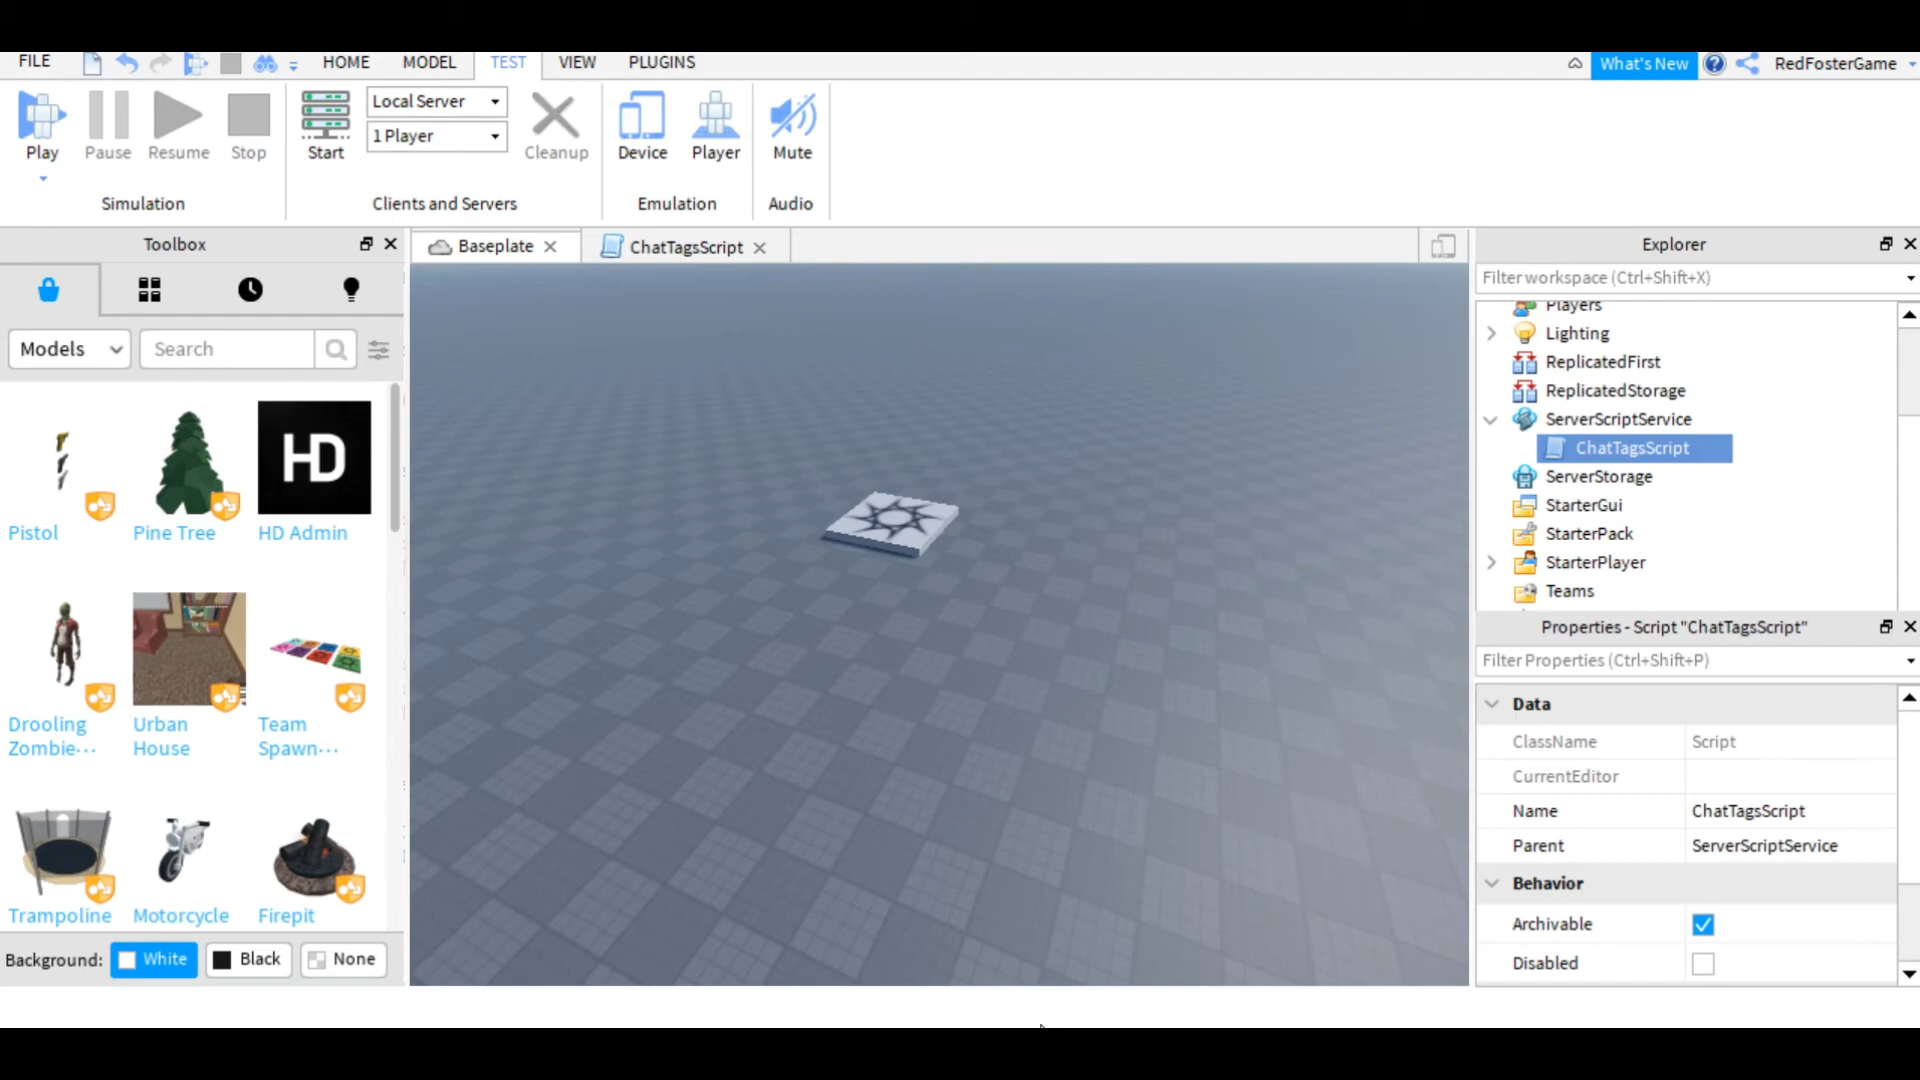 FILE HOME MODEL TEST VIEW PLUGINS What's New RedFosterGame
Play Pause Resume Stop
Simulation
Start Local Server
1 Player
Cleanup
Clients and Servers
Device Player
Emulation
Mute
Audio
Toolbox
Models Search
Pistol Pine Tree HD Admin
HD
Drooling Zombie...
Urban House
Team Spawn...
Trampoline Motorcycle Firepit
Background: White Black None
Baseplate ChatTagsScript
Explorer
Filter workspace (Ctrl+Shift+X)
Players
Lighting
ReplicatedFirst
ReplicatedStorage
ServerScriptService
ChatTagsScript
ServerStorage
StarterGui
StarterPack
StarterPlayer
Teams
Properties - Script "ChatTagsScript"
Filter Properties (Ctrl+Shift+P)
Data
ClassName Script
CurrentEditor
Name ChatTagsScript
Parent ServerScriptService
Behavior
Archivable
Disabled